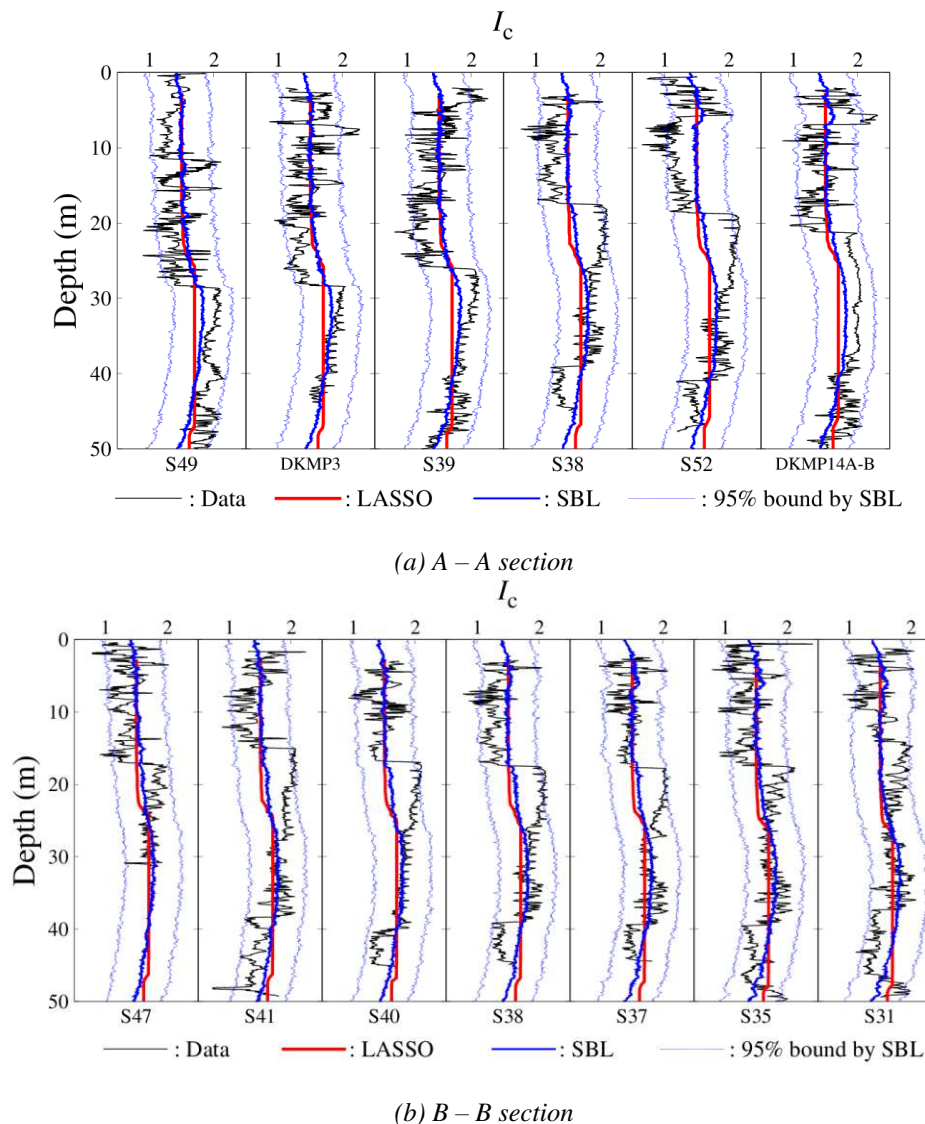 I_c
1 2 1 2 1 2 1 2 1 2 1 2
0
10
20
30
40
50
Depth (m)
S49 DKMP3 S39 S38 S52 DKMP14A-B
: Data : LASSO : SBL : 95% bound by SBL
(a) A – A section
I_c
1 2 1 2 1 2 1 2 1 2 1 2 1 2
0
10
20
30
40
50
Depth (m)
S47 S41 S40 S38 S37 S35 S31
: Data : LASSO : SBL : 95% bound by SBL
(b) B – B section